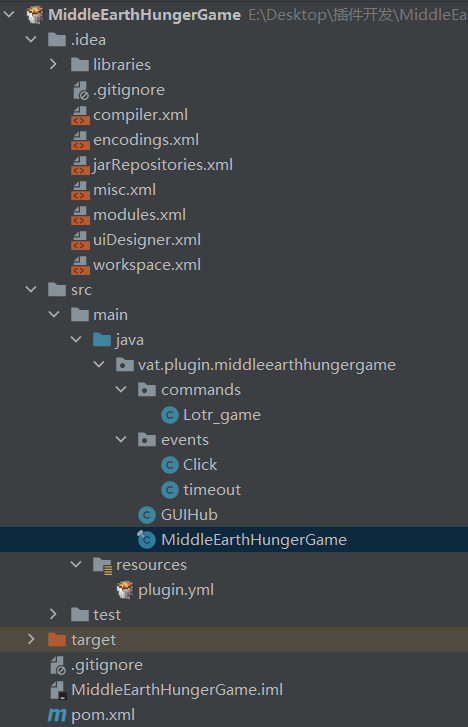 MiddleEarthHungerGame E:\Desktop\插件开发\MiddleEa
.idea
libraries
.gitignore
compiler.xml
encodings.xml
jarRepositories.xml
misc.xml
modules.xml
uiDesigner.xml
workspace.xml
src
main
java
vat.plugin.middleearthhungergame
commands
Lotr_game
events
Click
timeout
GUIHub
MiddleEarthHungerGame
resources
plugin.yml
test
target
.gitignore
MiddleEarthHungerGame.iml
pom.xml